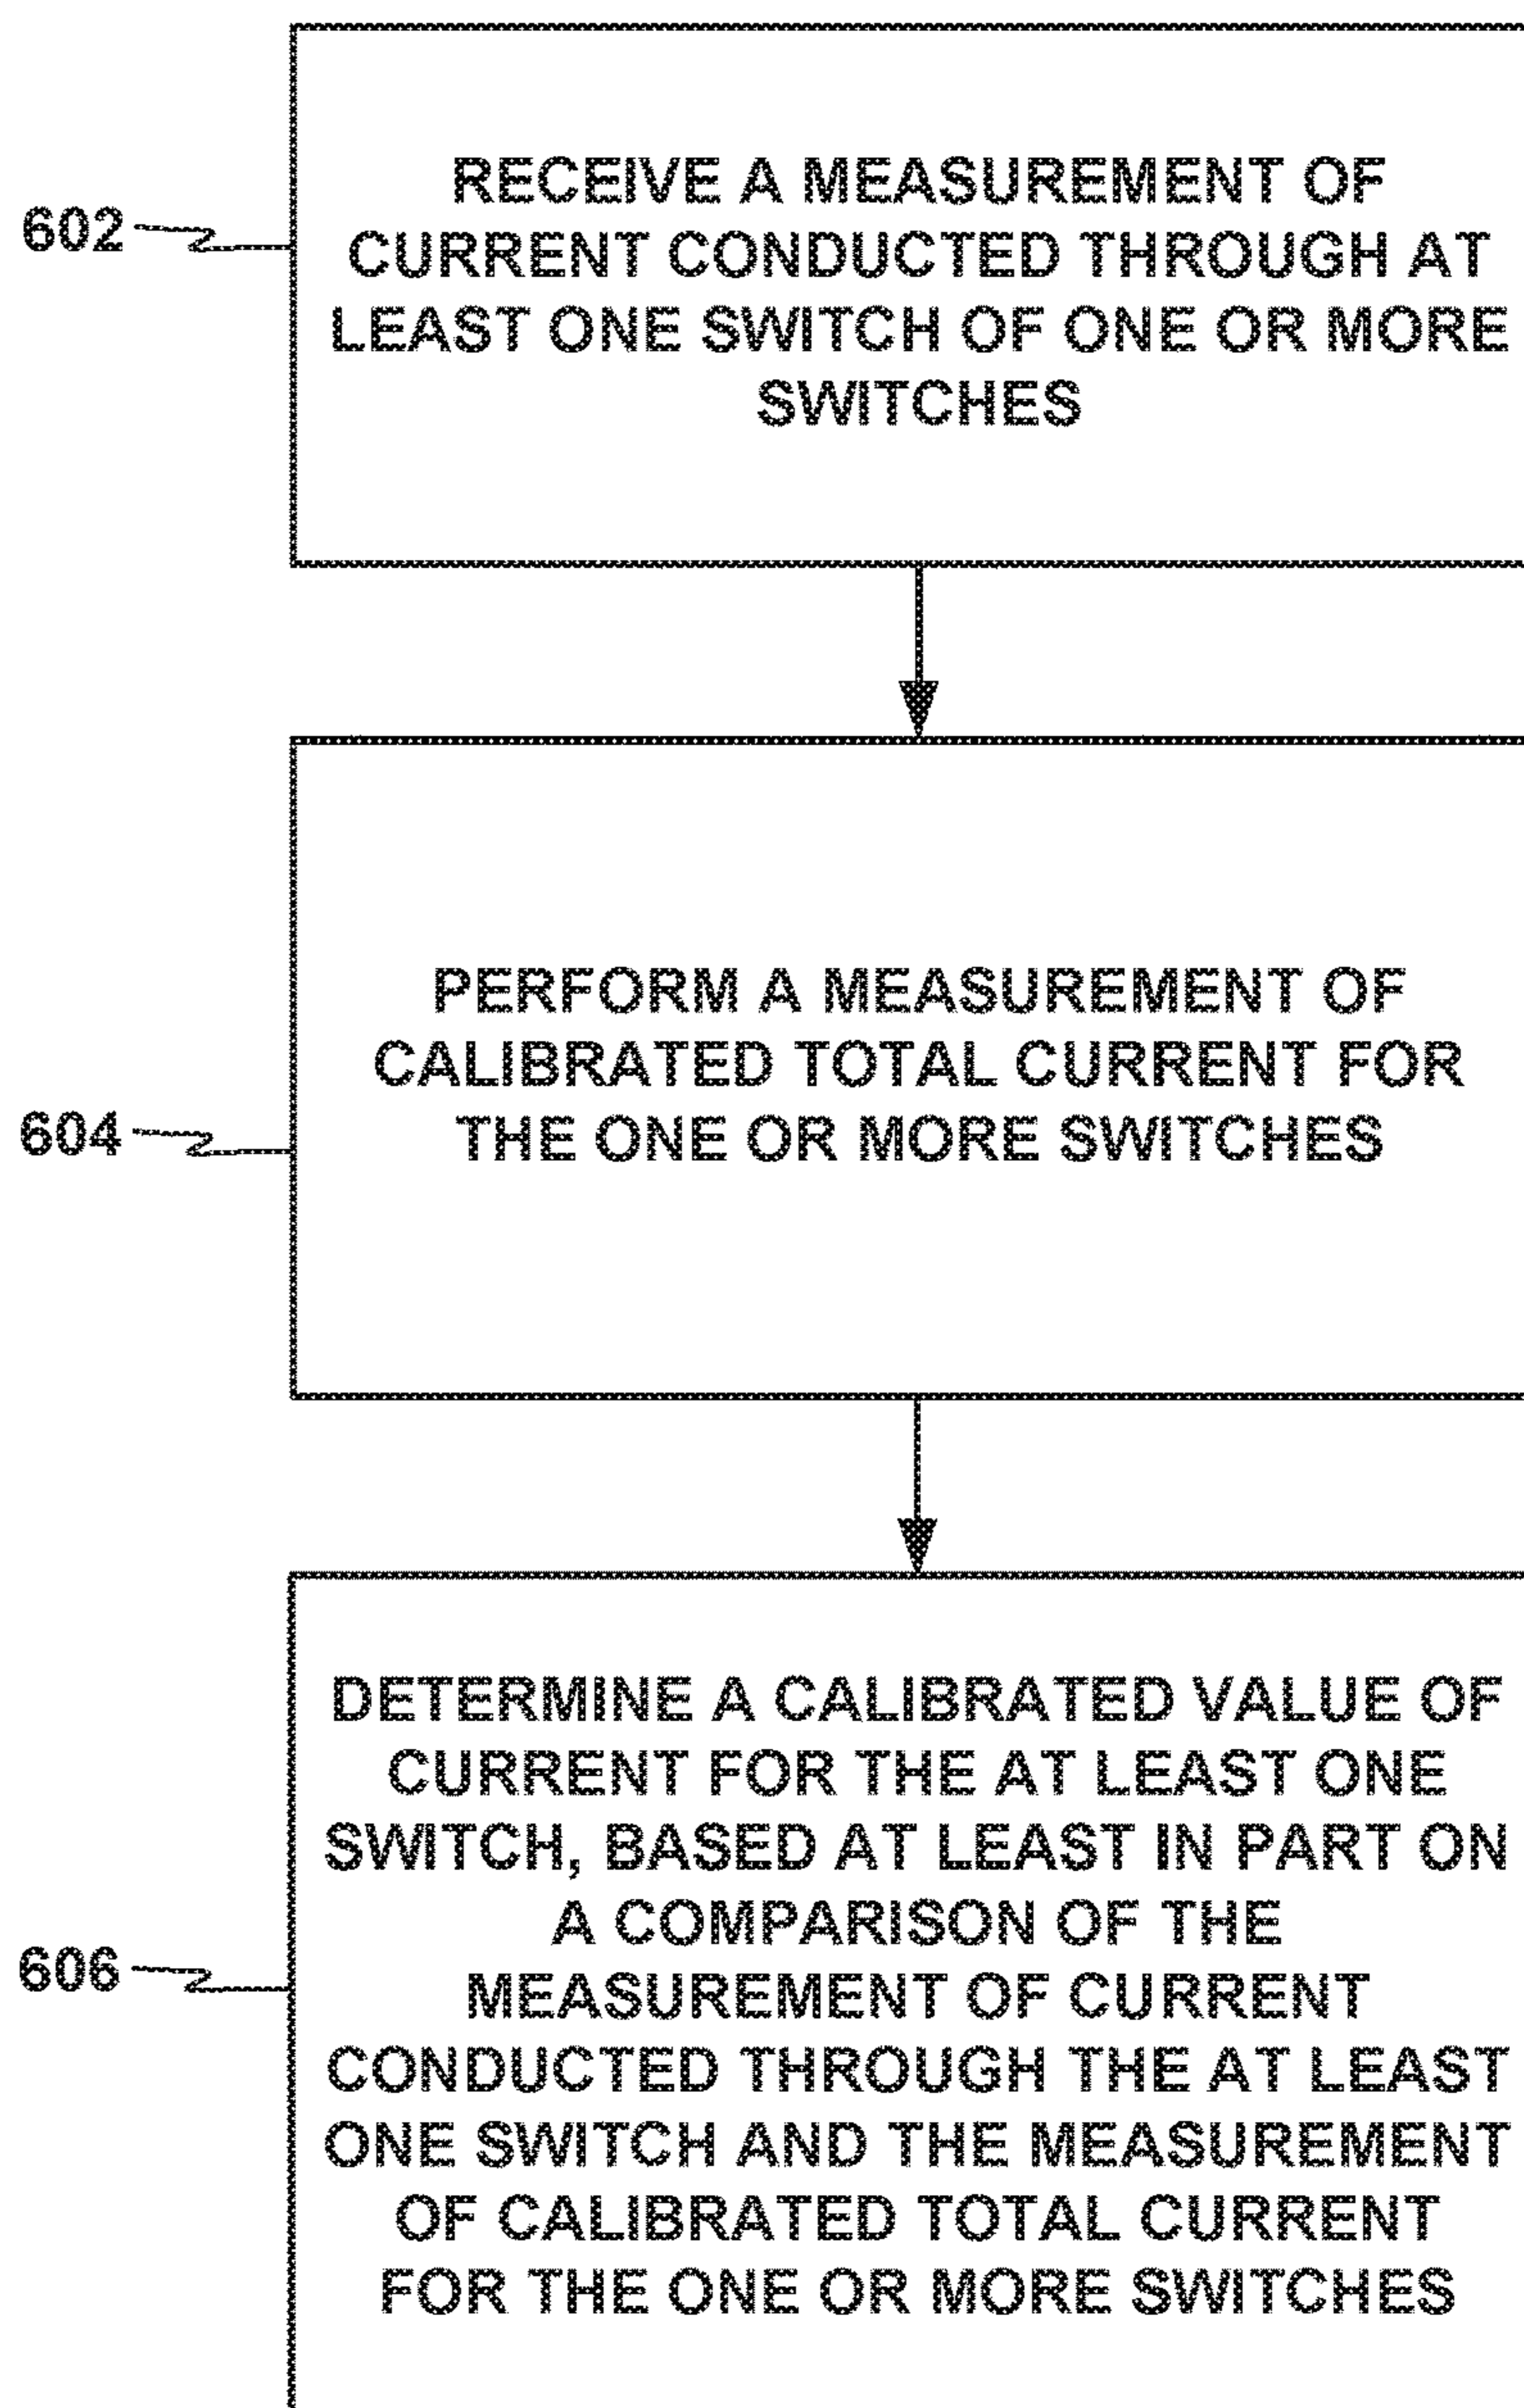 602
RECEIVE A MEASUREMENT OF
CURRENT CONDUCTED THROUGH AT
LEAST ONE SWITCH OF ONE OR MORE
SWITCHES
604
PERFORM A MEASUREMENT OF
CALIBRATED TOTAL CURRENT FOR
THE ONE OR MORE SWITCHES
606
DETERMINE A CALIBRATED VALUE OF
CURRENT FOR THE AT LEAST ONE
SWITCH, BASED AT LEAST IN PART ON
A COMPARISON OF THE
MEASUREMENT OF CURRENT
CONDUCTED THROUGH THE AT LEAST
ONE SWITCH AND THE MEASUREMENT
OF CALIBRATED TOTAL CURRENT
FOR THE ONE OR MORE SWITCHES